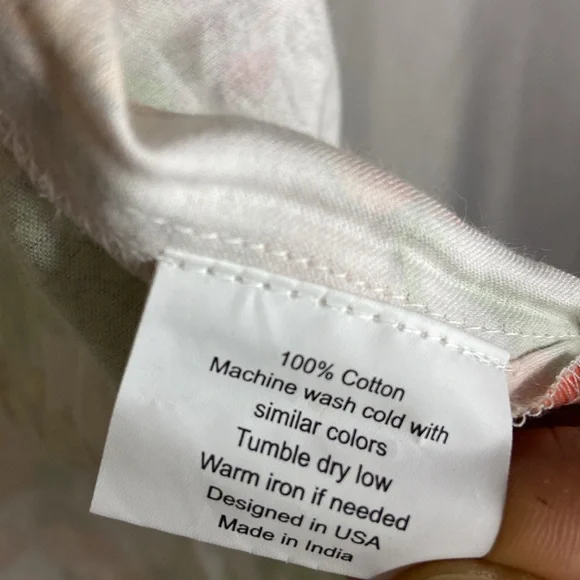 100% Cotton
Machine wash cold with
similar colors
Tumble dry low
Warm iron if needed
Designed in USA
Made in India